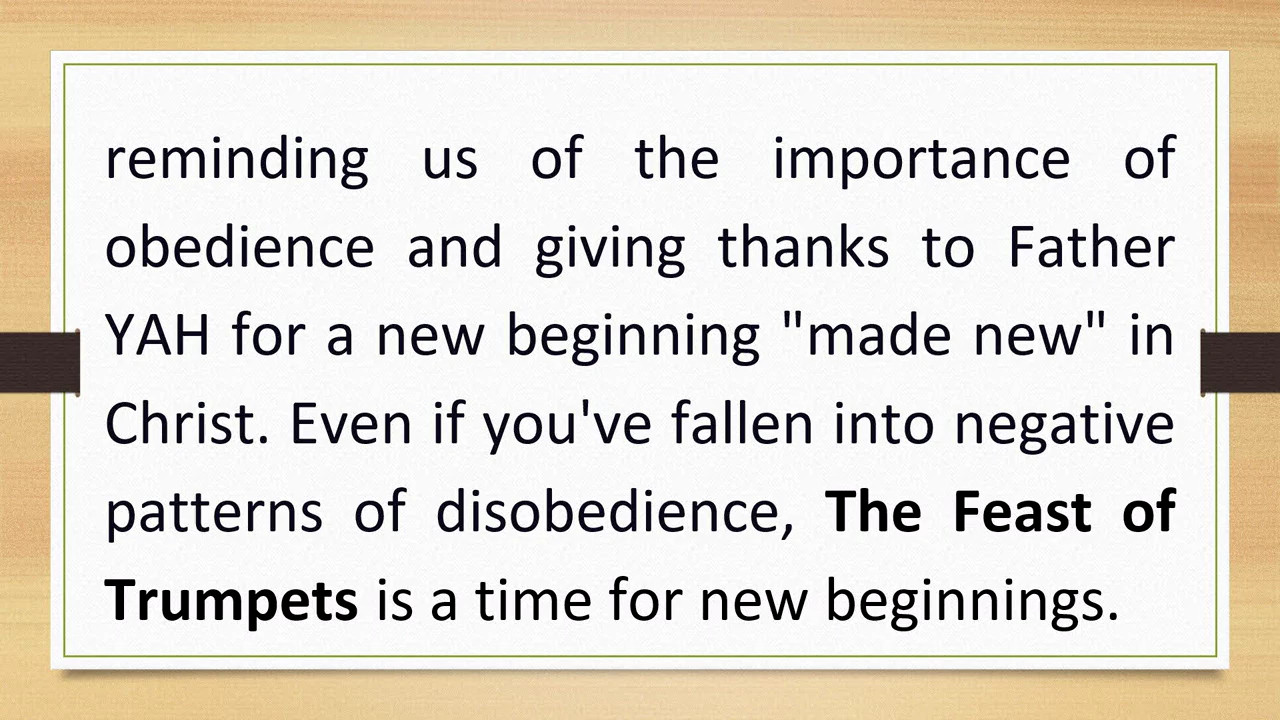 reminding us of the importance of
obedience and giving thanks to Father
YAH for a new beginning "made new" in
Christ. Even if you've fallen into negative
patterns of disobedience, The Feast of
Trumpets is a time for new beginnings.